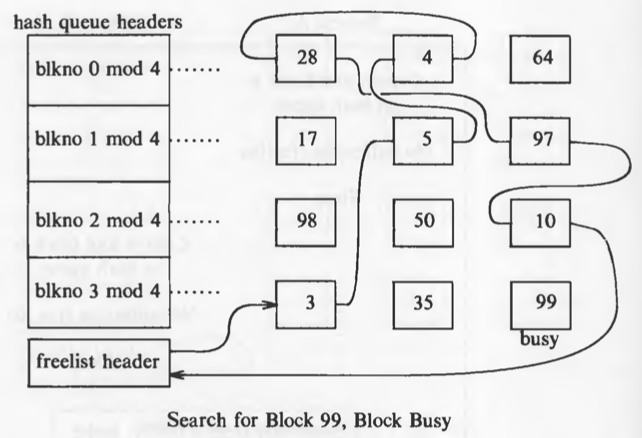 hash queue headers
blkno 0 mod 4 ....... 28 4 64
blkno 1 mod 4 ....... 17 5 97
blkno 2 mod 4 ....... 98 50 10
blkno 3 mod 4 ....... 3 35 99
busy
freelist header
Search for Block 99, Block Busy